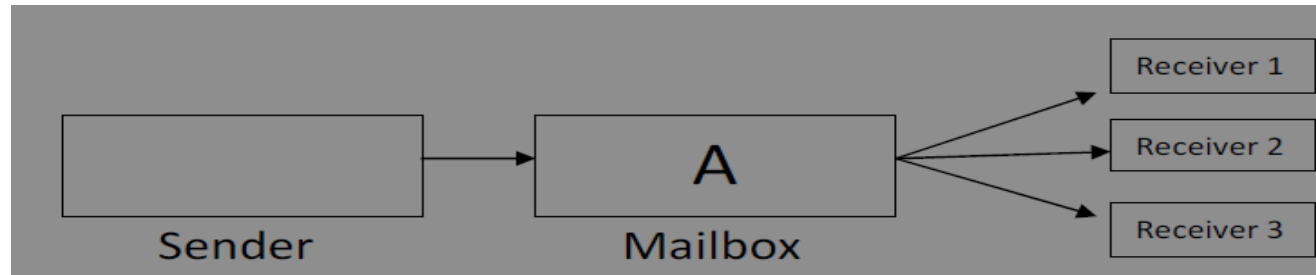 Receiver 1
A
Receiver 2
Receiver 3
Sender
Mailbox